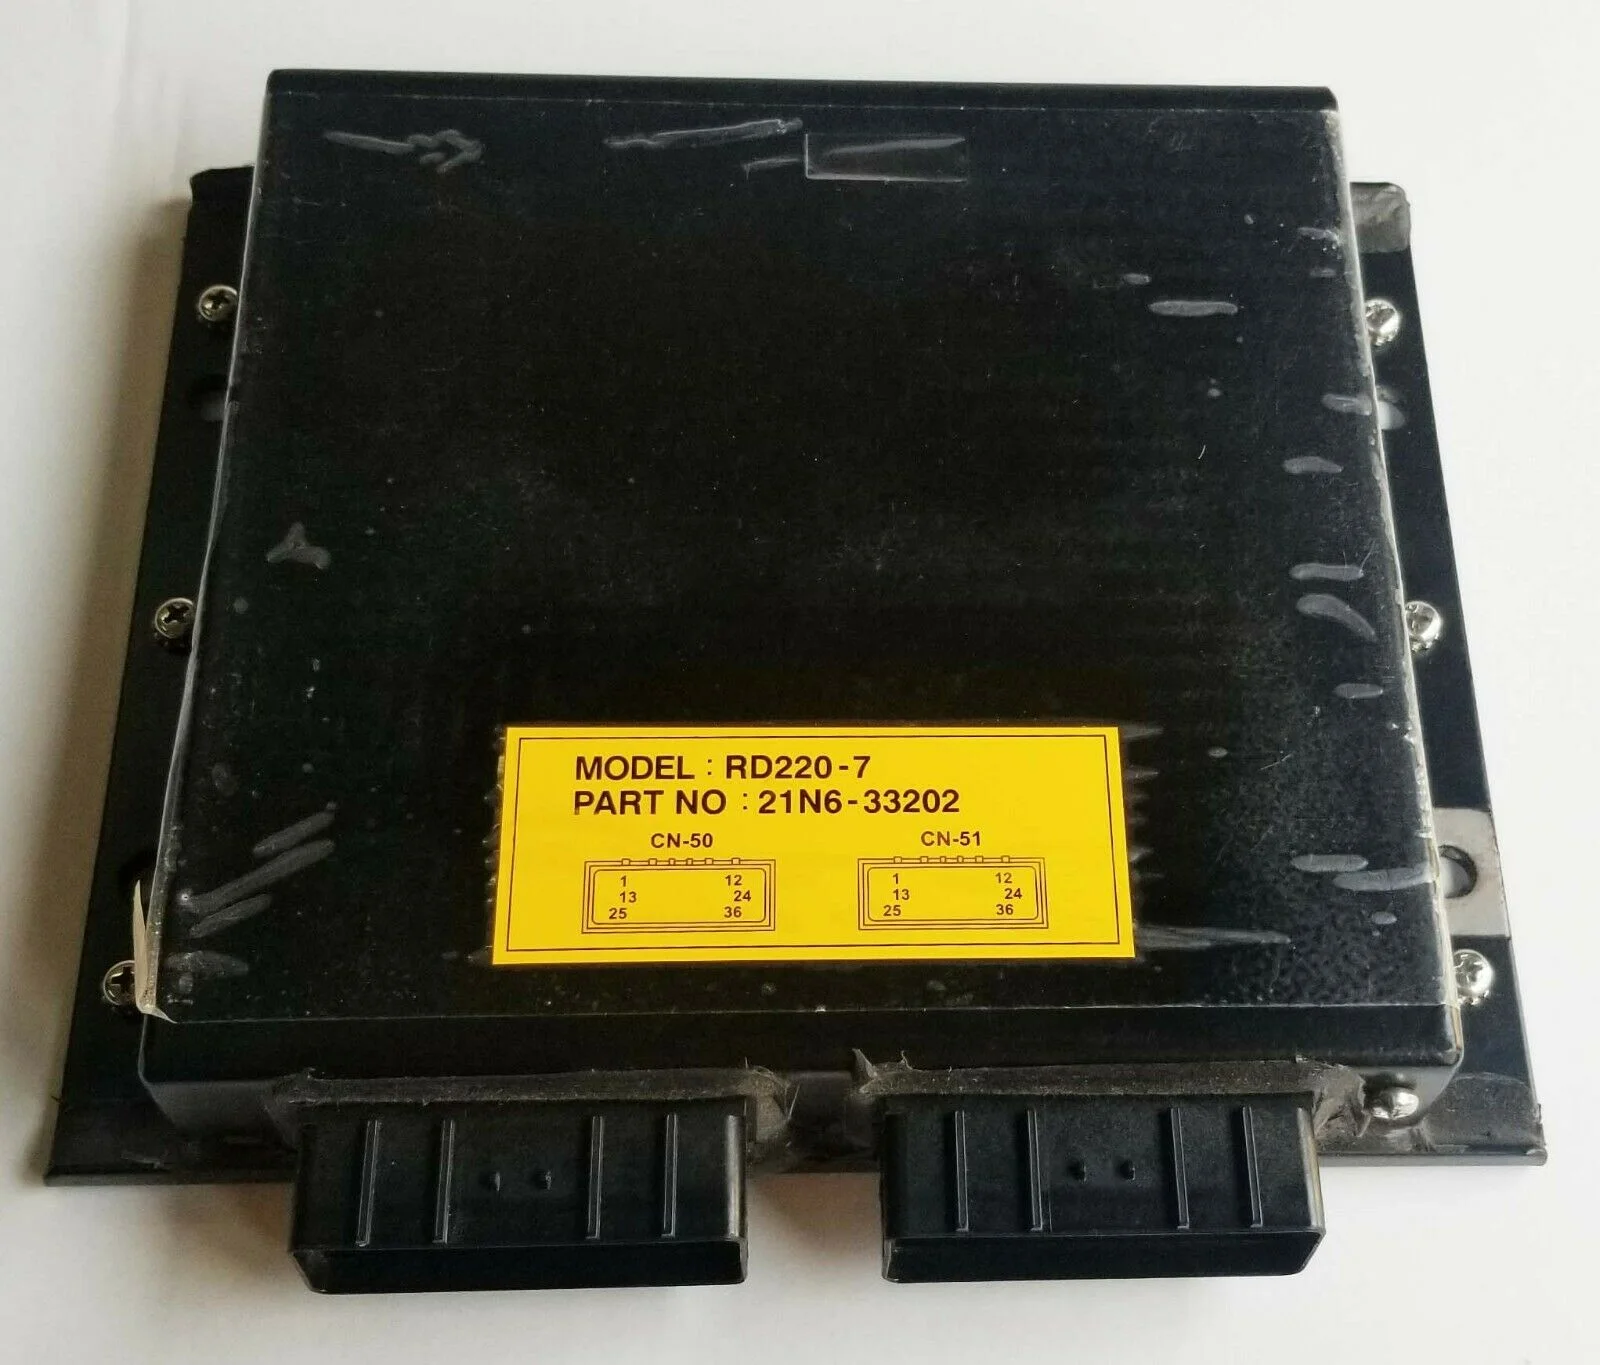 MODEL : RD220-7
PART NO : 21N6-33202
CN-50 CN-51
1 12 1 12
13 24 13 24
25 36 25 36